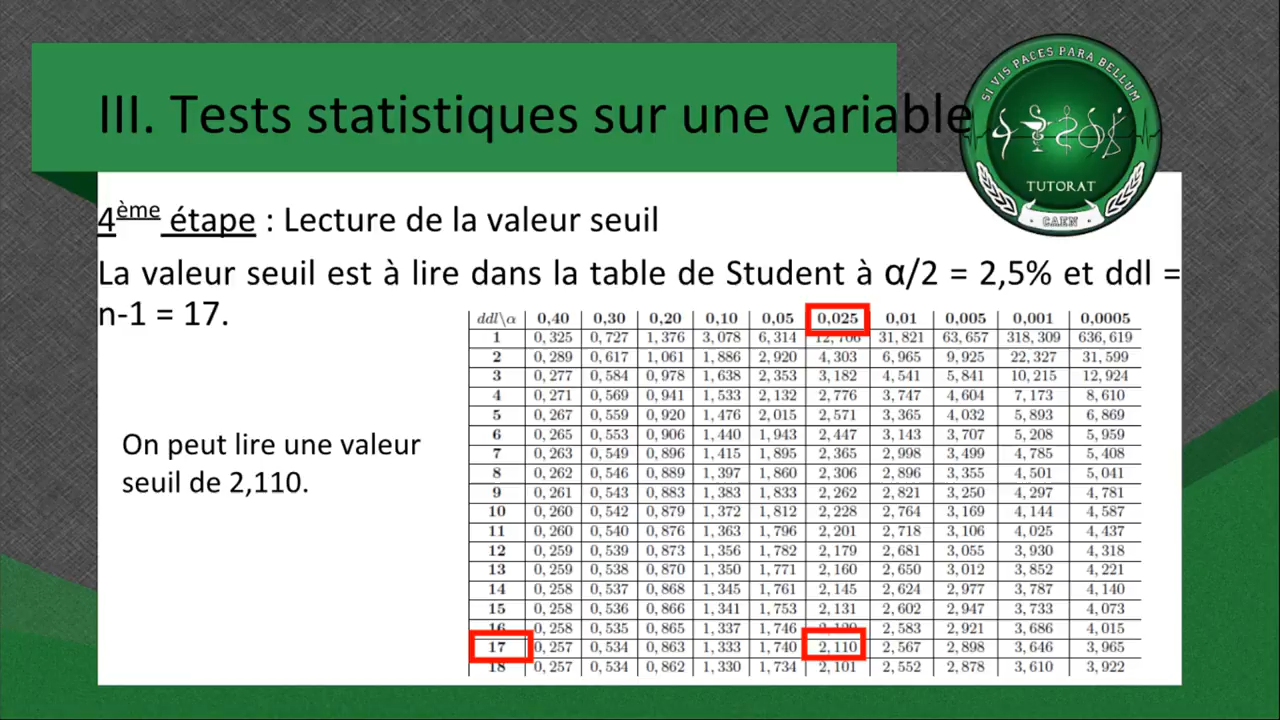 III. Tests statistiques sur une variable
SI VIS PACES PARA BELLUM
TUTORAT
CAEN
4ème étape : Lecture de la valeur seuil
La valeur seuil est à lire dans la table de Student à α/2 = 2,5% et ddl =
n-1 = 17.
On peut lire une valeur
seuil de 2,110.
ddl\α 0,40 0,30 0,20 0,10 0,05 0,025 0,01 0,005 0,001 0,0005
1 0,325 0,727 1,376 3,078 6,314 12,706 31,821 63,657 318,309 636,619
2 0,289 0,617 1,061 1,886 2,920 4,303 6,965 9,925 22,327 31,599
3 0,277 0,584 0,978 1,638 2,353 3,182 4,541 5,841 10,215 12,924
4 0,271 0,569 0,941 1,533 2,132 2,776 3,747 4,604 7,173 8,610
5 0,267 0,559 0,920 1,476 2,015 2,571 3,365 4,032 5,893 6,869
6 0,265 0,553 0,906 1,440 1,943 2,447 3,143 3,707 5,208 5,959
7 0,263 0,549 0,896 1,415 1,895 2,365 2,998 3,499 4,785 5,408
8 0,262 0,546 0,889 1,397 1,860 2,306 2,896 3,355 4,501 5,041
9 0,261 0,543 0,883 1,383 1,833 2,262 2,821 3,250 4,297 4,781
10 0,260 0,542 0,879 1,372 1,812 2,228 2,764 3,169 4,144 4,587
11 0,260 0,540 0,876 1,363 1,796 2,201 2,718 3,106 4,025 4,437
12 0,259 0,539 0,873 1,356 1,782 2,179 2,681 3,055 3,930 4,318
13 0,259 0,538 0,870 1,350 1,771 2,160 2,650 3,012 3,852 4,221
14 0,258 0,537 0,868 1,345 1,761 2,145 2,624 2,977 3,787 4,140
15 0,258 0,536 0,866 1,341 1,753 2,131 2,602 2,947 3,733 4,073
16 0,258 0,535 0,865 1,337 1,746 2,120 2,583 2,921 3,686 4,015
17 0,257 0,534 0,863 1,333 1,740 2,110 2,567 2,898 3,646 3,965
18 0,257 0,534 0,862 1,330 1,734 2,101 2,552 2,878 3,610 3,922